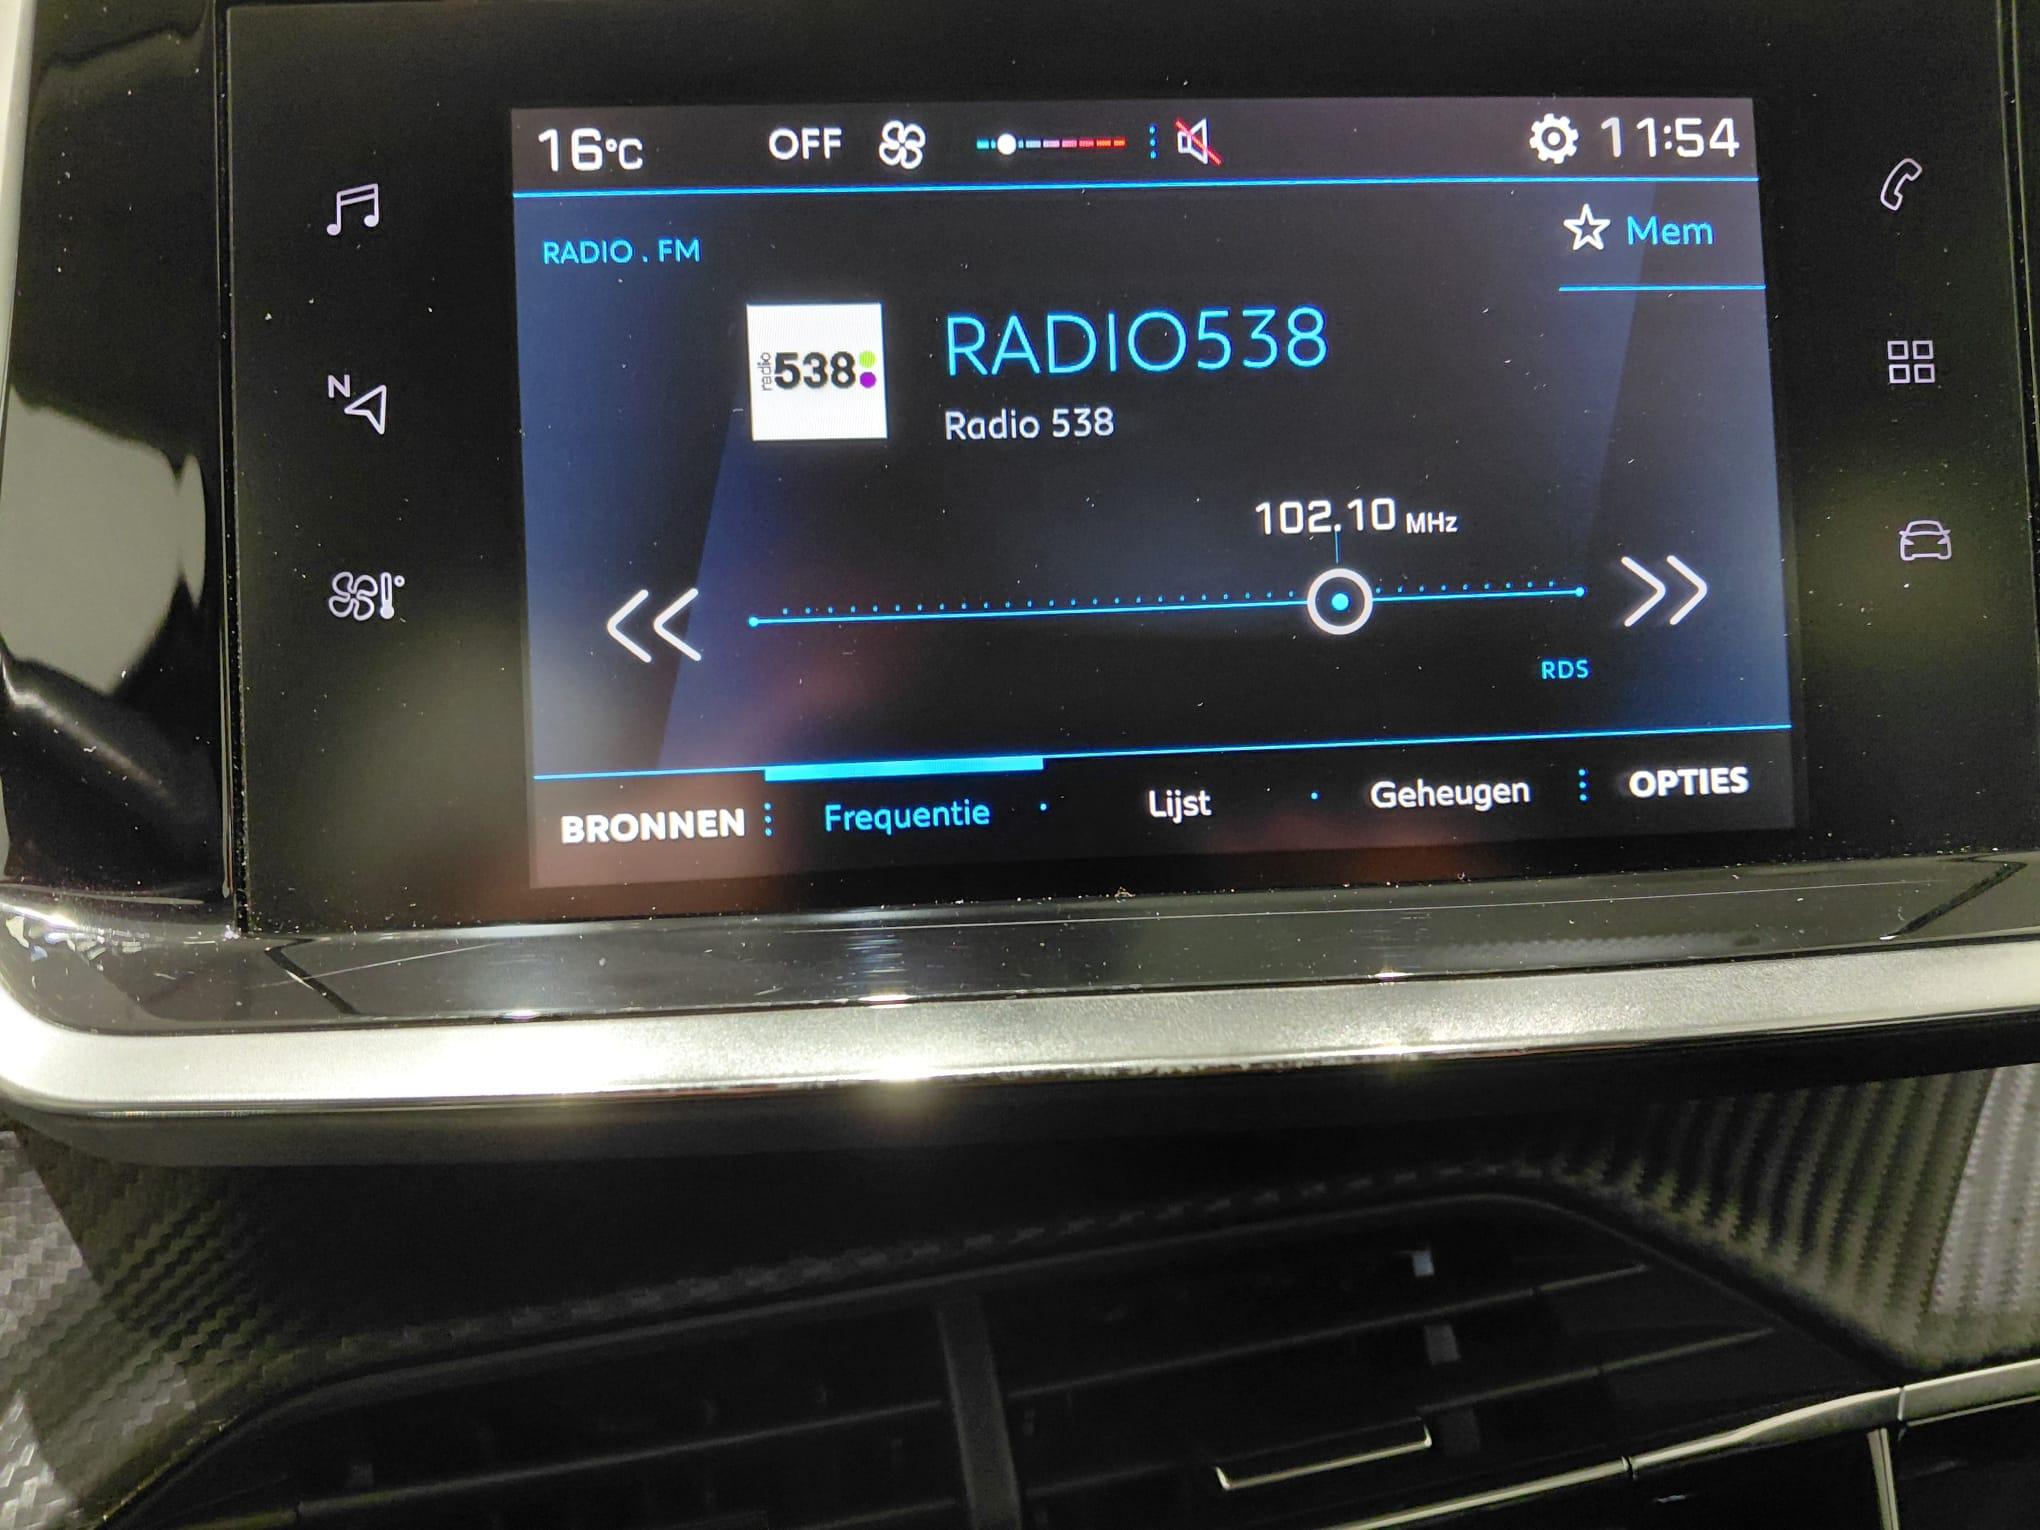 16°C OFF 11:54
RADIO . FM
Mem
radio 538
RADIO538
Radio 538
102.10 MHz
N
RDS
BRONNEN Frequentie Lijst Geheugen OPTIES